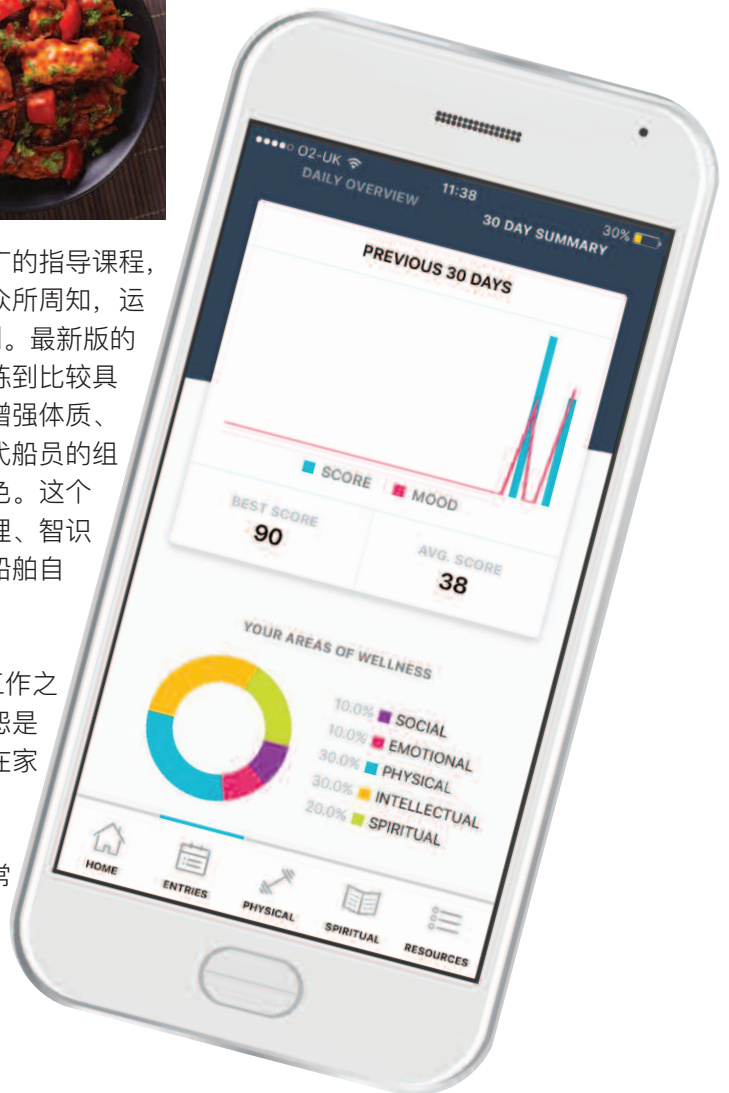 厂的指导课程,
众所周知，运
。最新版的
练到比较具
增强体质、
代船员的组
色。这个
理、智识
船舶自
工作之
怨是
在家
常
O2-UK
11:38
30%
DAILY OVERVIEW
30 DAY SUMMARY
PREVIOUS 30 DAYS
SCORE
MOOD
BEST SCORE
90
AVG. SCORE
38
YOUR AREAS OF WELLNESS
10.0% SOCIAL
10.0% EMOTIONAL
30.0% PHYSICAL
30.0% INTELLECTUAL
20.0% SPIRITUAL
HOME
ENTRIES
PHYSICAL
SPIRITUAL
RESOURCES